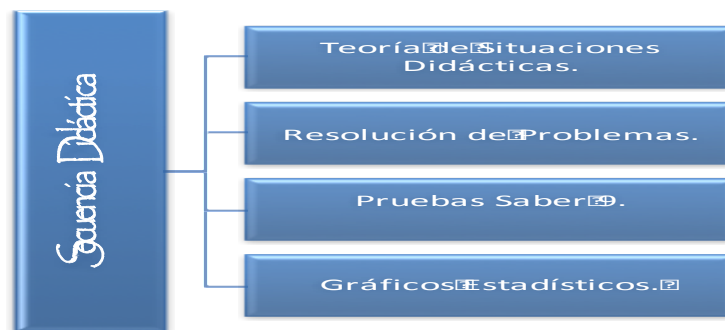 Secuencia Didáctica
Teoría de Situaciones
Didácticas.
Resolución de Problemas.
Pruebas Saber 9.
Gráficos Estadísticos.